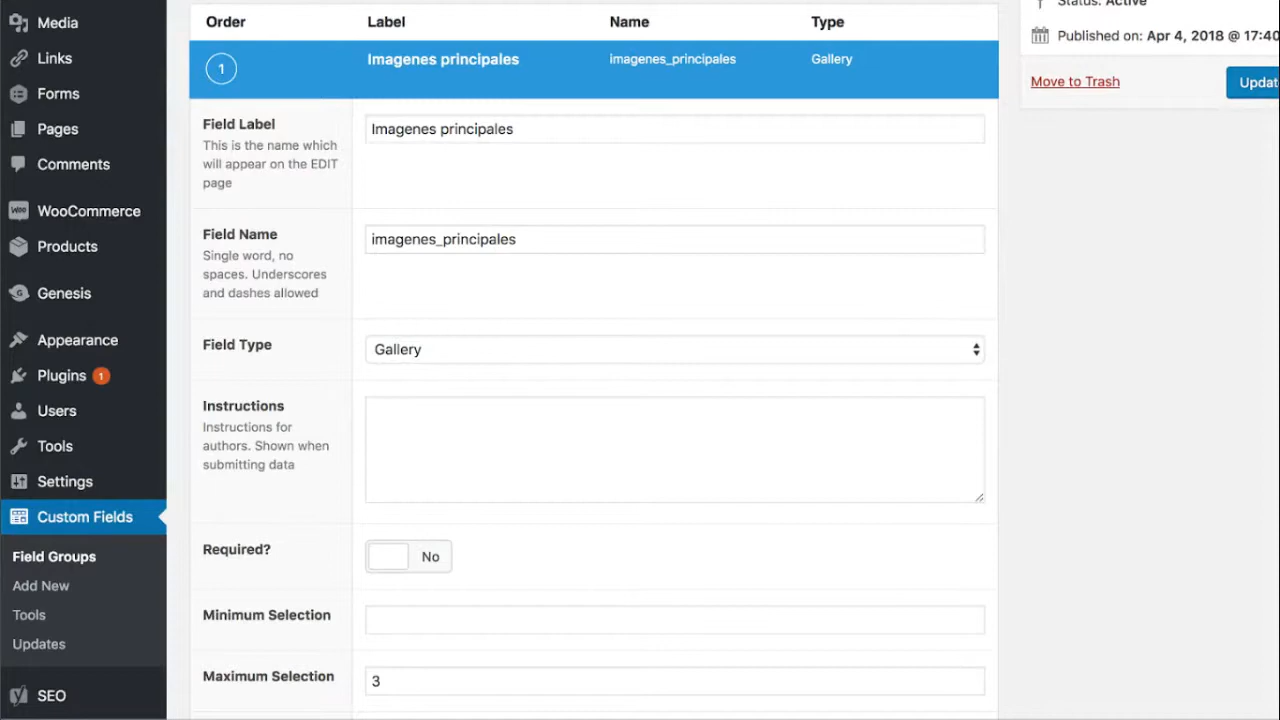 Media
Links
Forms
Pages
Comments
WooCommerce
Products
Genesis
Appearance
Plugins 1
Users
Tools
Settings
Custom Fields
Field Groups
Add New
Tools
Updates
SEO
Order Label Name Type
1 Imagenes principales imagenes_principales Gallery
Field Label
This is the name which
will appear on the EDIT
page
Imagenes principales
Field Name
Single word, no
spaces. Underscores
and dashes allowed
imagenes_principales
Field Type
Gallery
Instructions
Instructions for
authors. Shown when
submitting data
Required?
No
Minimum Selection
Maximum Selection
3
Status: Active
Published on: Apr 4, 2018 @ 17:40
Move to Trash
Updat